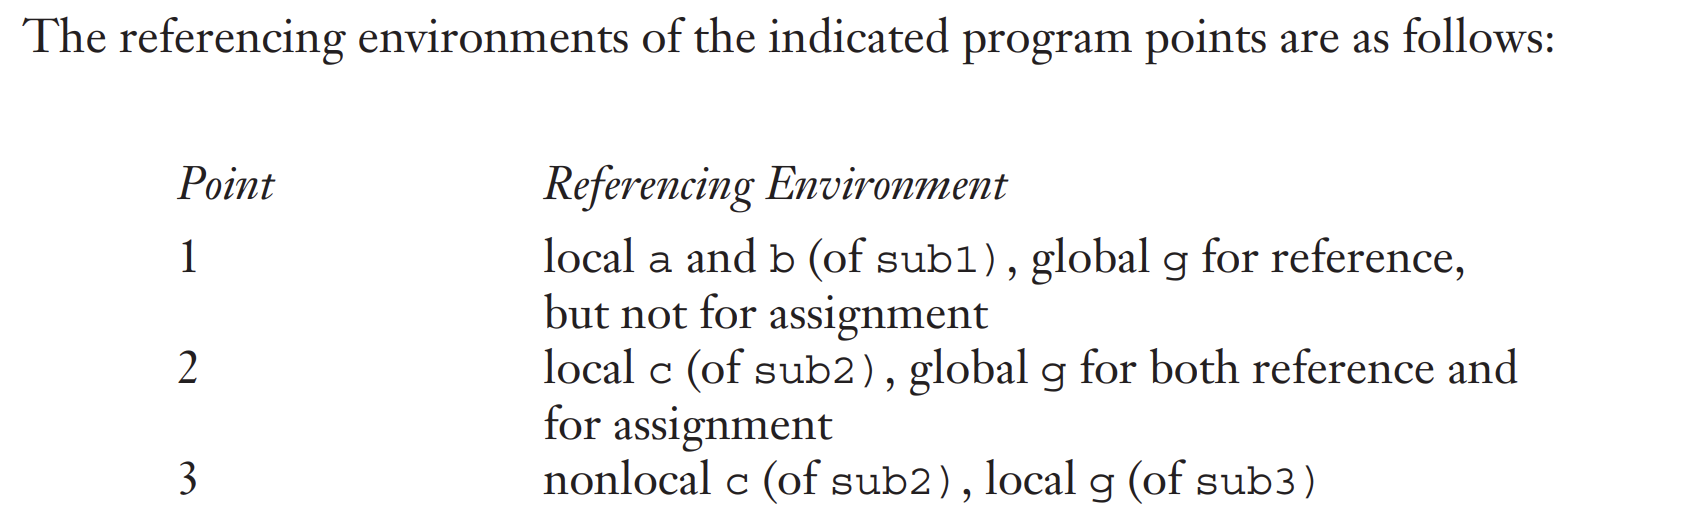 The referencing environments of the indicated program points are as follows:
Point Referencing Environment
1 local a and b (of sub1), global g for reference,
but not for assignment
2 local c (of sub2), global g for both reference and
for assignment
3 nonlocal c (of sub2), local g (of sub3)